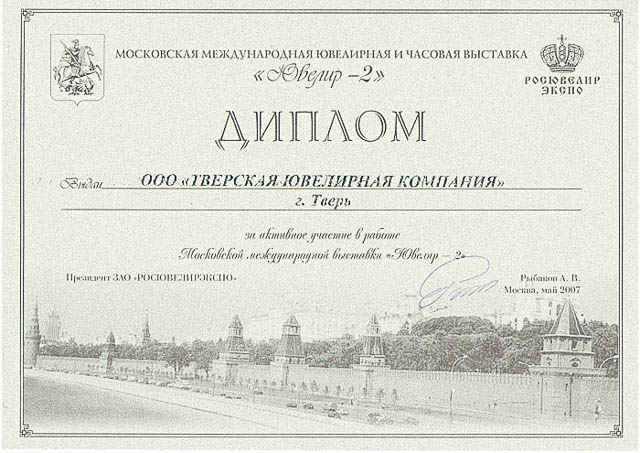 МОСКОВСКАЯ МЕЖДУНАРОДНАЯ ЮВЕЛИРНАЯ И ЧАСОВАЯ ВЫСТАВКА
«Ювелир –2»
РОСЮВЕЛИР
ЭКСПО
ДИПЛОМ
Выдан ООО «ТВЕРСКАЯ ЮВЕЛИРНАЯ КОМПАНИЯ»
г. Тверь
за активное участие в работе
Московской международной выставки «Ювелир – 2»
Президент ЗАО «РОСЮВЕЛИРЭКСПО»
Рыбаков А. В.
Москва, май 2007